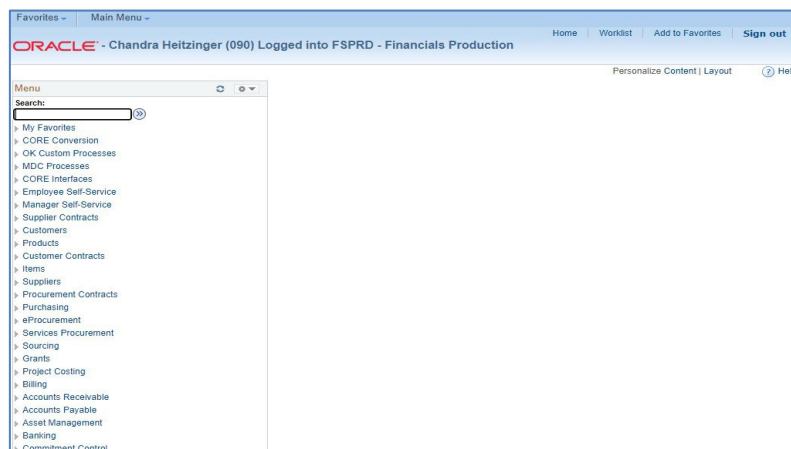 Favorites Main Menu
Home Worklist Add to Favorites Sign out
ORACLE - Chandra Heitzinger (090) Logged into FSPRD - Financials Production
Personalize Content | Layout ? Hel
Menu
Search:
My Favorites
CORE Conversion
OK Custom Processes
MDC Processes
CORE Interfaces
Employee Self-Service
Manager Self-Service
Supplier Contracts
Customers
Products
Customer Contracts
Items
Suppliers
Procurement Contracts
Purchasing
eProcurement
Services Procurement
Sourcing
Grants
Project Costing
Billing
Accounts Receivable
Accounts Payable
Asset Management
Banking
Commitment Control